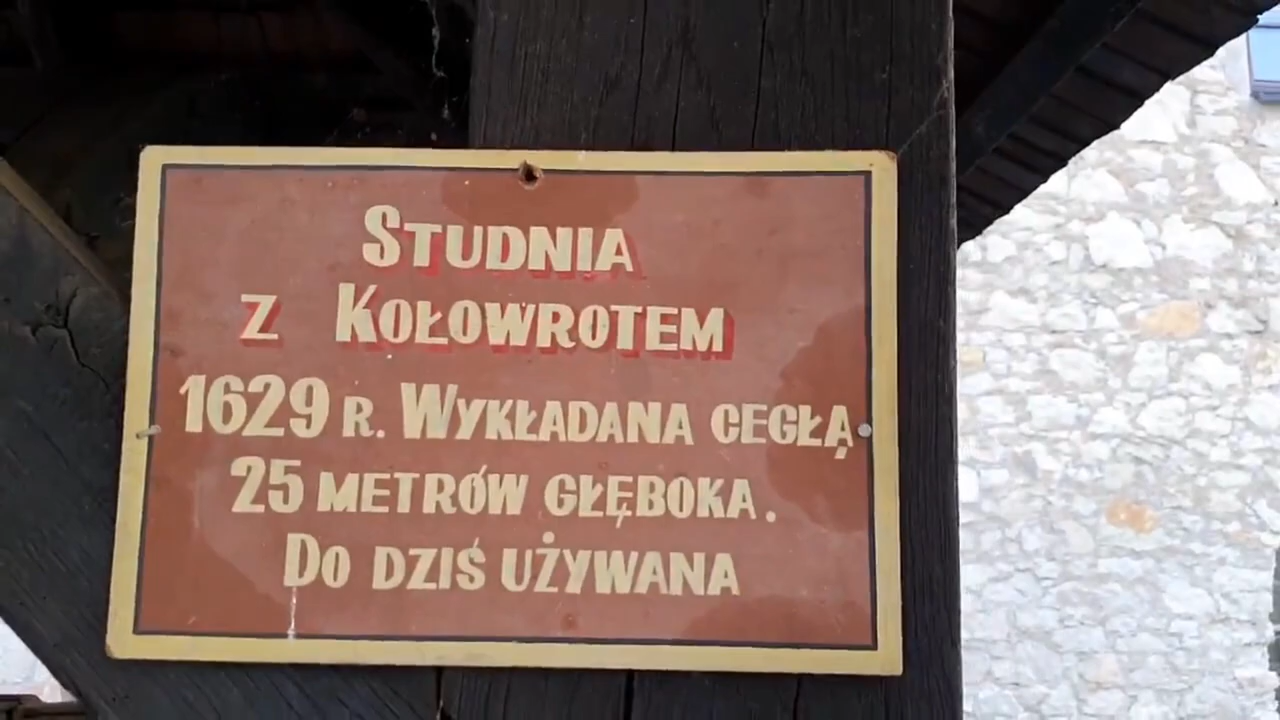 STUDNIA
Z KOŁOWROTEM
1629 R. WYKŁADANA CEGŁĄ
25 METRÓW GŁĘBOKA.
DO DZIŚ UŻYWANA